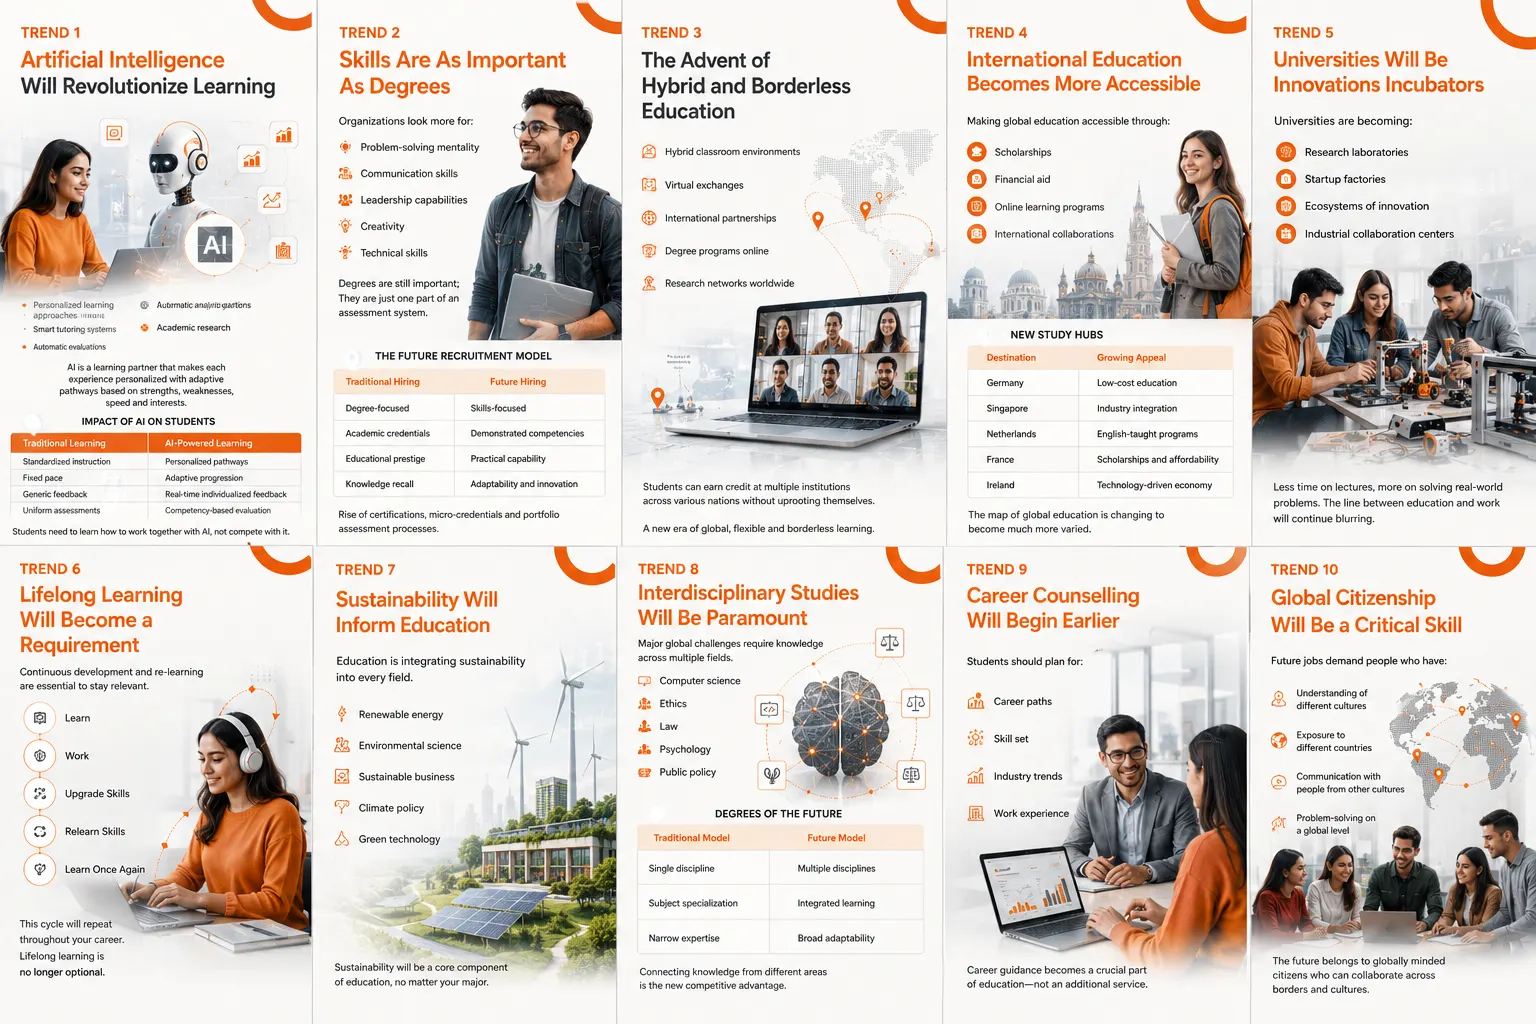 TREND 1
Artificial Intelligence
Will Revolutionize Learning
AI
Personalized learning
approaches
Smart tutoring systems
Automatic evaluations
Automatic
Academic research
AI is a learning partner that makes each
experience personalized with adaptive
pathways based on strengths, weaknesses,
speed and interests.
IMPACT OF AI ON STUDENTS
Traditional Learning AI-Powered Learning
Standardized instruction Personalized pathways
Fixed pace Adaptive progression
Generic feedback Real-time individualized feedback
Uniform assessments Competency-based evaluation
Students need to learn how to work together with AI, not compete with it.
TREND 2
Skills Are As Important
As Degrees
Organizations look more for:
Problem-solving mentality
Communication skills
Leadership capabilities
Creativity
Technical skills
Degrees are still important;
They are just one part of an
assessment system.
THE FUTURE RECRUITMENT MODEL
Traditional Hiring Future Hiring
Degree-focused Skills-focused
Academic credentials Demonstrated competencies
Educational prestige Practical capability
Knowledge recall Adaptability and innovation
Rise of certifications, micro-credentials and portfolio
assessment processes.
TREND 3
The Advent of
Hybrid and Borderless
Education
Hybrid classroom environments
Virtual exchanges
International partnerships
Degree programs online
Research networks worldwide
Students can earn credit at multiple institutions
across various nations without uprooting themselves.
A new era of global, flexible and borderless learning.
TREND 4
International Education
Becomes More Accessible
Making global education accessible through:
Scholarships
Financial aid
Online learning programs
International collaborations
NEW STUDY HUBS
Destination Growing Appeal
Germany Low-cost education
Singapore Industry integration
Netherlands English-taught programs
France Scholarships and affordability
Ireland Technology-driven economy
The map of global education is changing to
become much more varied.
TREND 5
Universities Will Be
Innovations Incubators
Universities are becoming:
Research laboratories
Startup factories
Ecosystems of innovation
Industrial collaboration centers
Less time on lectures, more on solving real-world
problems. The line between education and work
will continue blurring.
TREND 6
Lifelong Learning
Will Become a
Requirement
Continuous development and re-learning
are essential to stay relevant.
Learn
Work
Upgrade Skills
Relearn Skills
Learn Once Again
This cycle will repeat
throughout your career.
Lifelong learning is
no longer optional.
TREND 7
Sustainability Will
Inform Education
Education is integrating sustainability
into every field.
Renewable energy
Environmental science
Sustainable business
Climate policy
Green technology
Sustainability will be a core component
of education, no matter your major.
TREND 8
Interdisciplinary Studies
Will Be Paramount
Major global challenges require knowledge
across multiple fields.
Computer science
Ethics
Law
Psychology
Public policy
DEGREES OF THE FUTURE
Traditional Model Future Model
Single discipline Multiple disciplines
Subject specialization Integrated learning
Narrow expertise Broad adaptability
Connecting knowledge from different areas
is the new competitive advantage.
TREND 9
Career Counselling
Will Begin Earlier
Students should plan for:
Career paths
Skill set
Industry trends
Work experience
Career guidance becomes a crucial part
of education—not an additional service.
TREND 10
Global Citizenship
Will Be a Critical Skill
Future jobs demand people who have:
Understanding of
different cultures
Exposure to
different countries
Communication with
people from other cultures
Problem-solving on
a global level
The future belongs to globally minded
citizens who can collaborate across
borders and cultures.